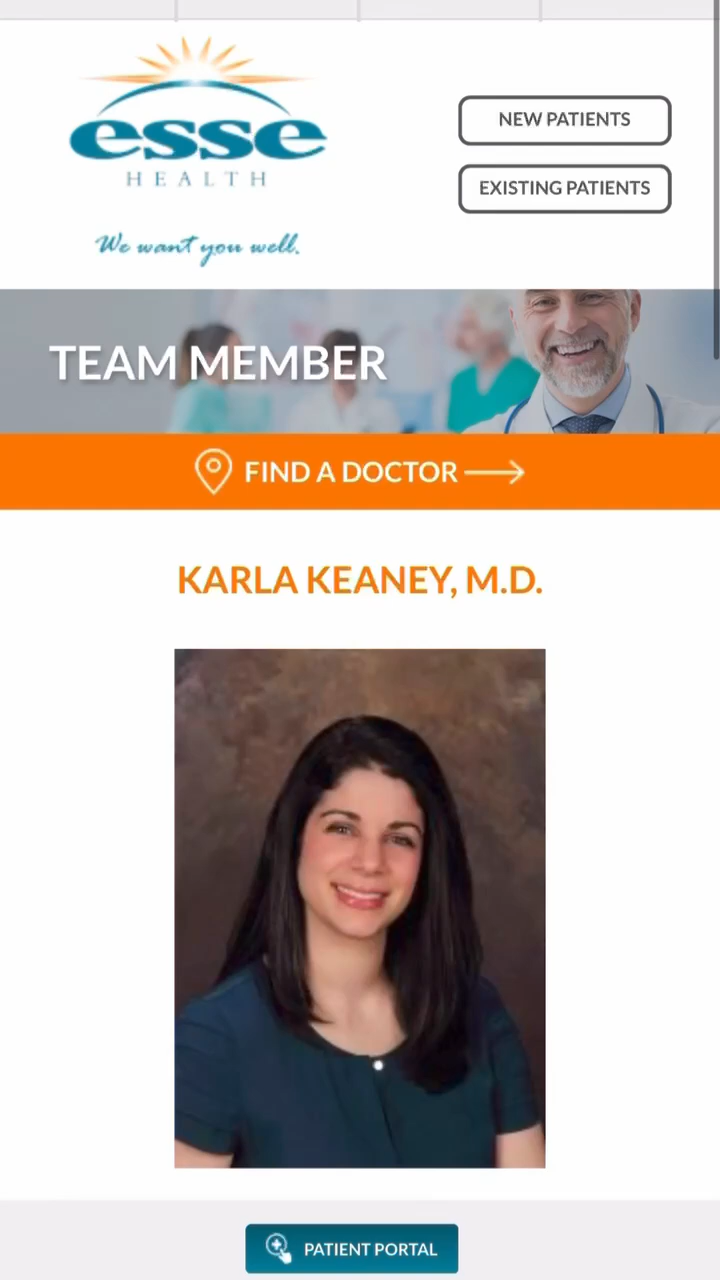 esse
HEALTH
We want you well.
NEW PATIENTS
EXISTING PATIENTS
TEAM MEMBER
FIND A DOCTOR
KARLA KEANEY, M.D.
PATIENT PORTAL